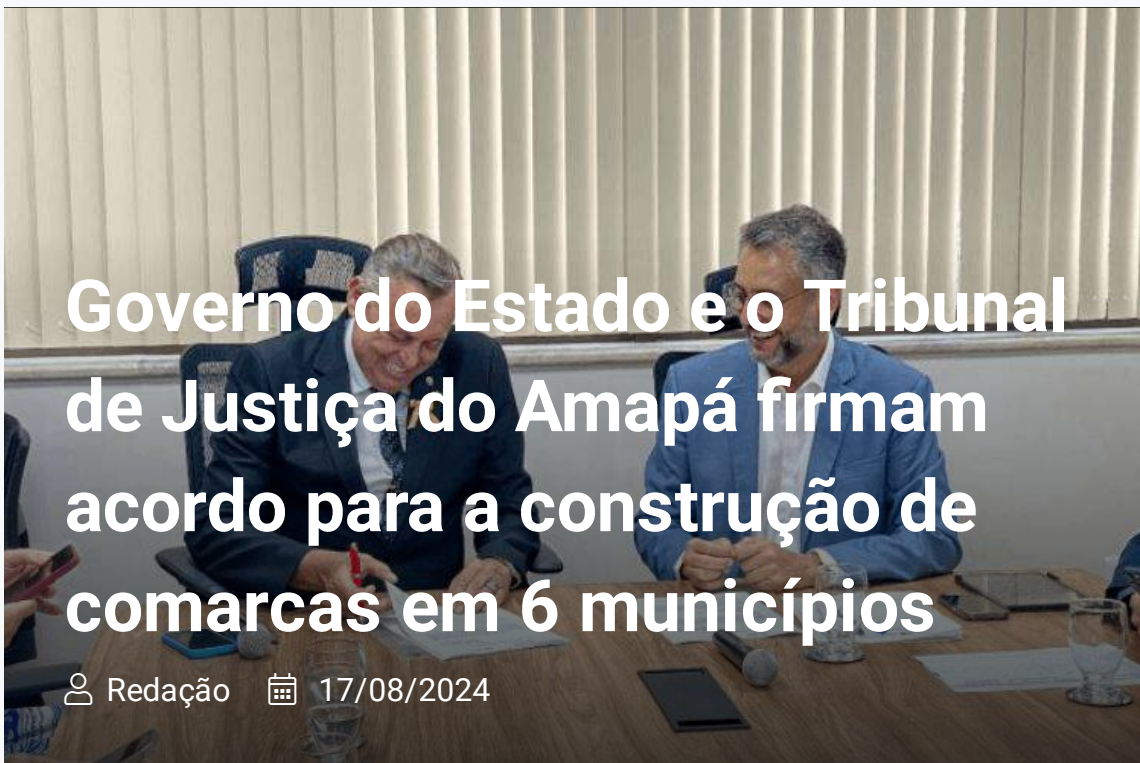 Governo do Estado e o Tribunal
de Justiça do Amapá firmam
acordo para a construção de
comarcas em 6 municípios
Redação 17/08/2024